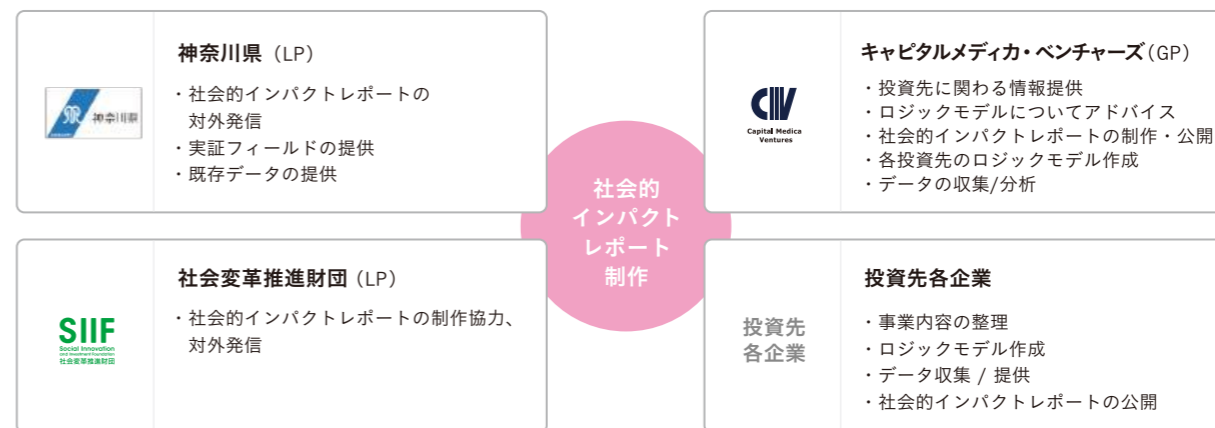 神奈川県
神奈川県 (LP)
・社会的インパクトレポートの
対外発信
・実証フィールドの提供
・既存データの提供
Capital Medica
Ventures
キャピタルメディカ・ベンチャーズ(GP)
・投資先に関わる情報提供
・ロジックモデルについてアドバイス
・社会的インパクトレポートの制作・公開
・各投資先のロジックモデル作成
・データの収集/分析
社会的
インパクト
レポート
制作
SIIF
Social Innovation
and Investment Foundation
社会変革推進財団
社会変革推進財団 (LP)
・社会的インパクトレポートの制作協力、
対外発信
投資先
各企業
投資先各企業
・事業内容の整理
・ロジックモデル作成
・データ収集 / 提供
・社会的インパクトレポートの公開